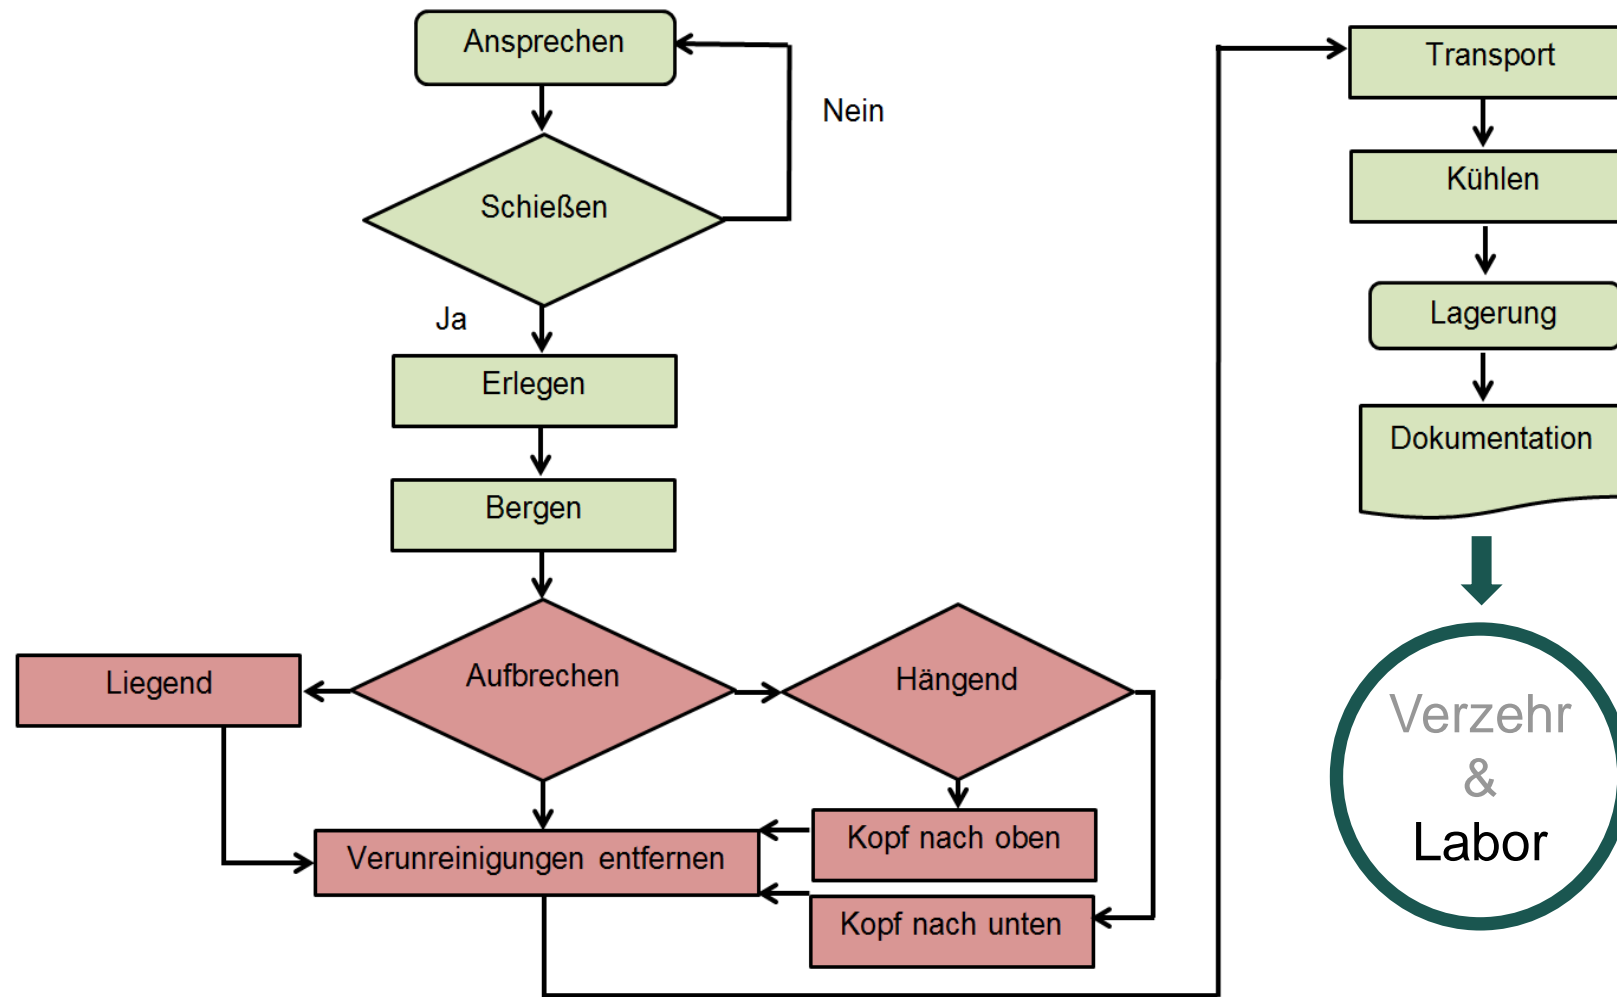 Ansprechen
Nein
Schießen
Ja
Erlegen
Bergen
Aufbrechen
Liegend
Hängend
Verunreinigungen entfernen
Kopf nach oben
Kopf nach unten
Transport
Kühlen
Lagerung
Dokumentation
Verzehr
&
Labor